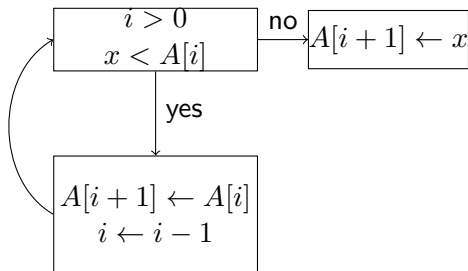 i > 0
x < A[i]
no
A[i + 1] ← x
yes
A[i + 1] ← A[i]
i ← i − 1